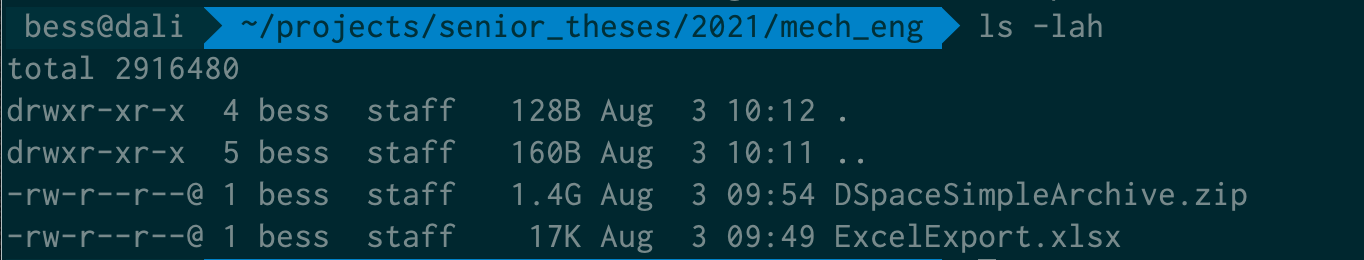 bess@dali ~/projects/senior_theses/2021/mech_eng ls -lah
total 2916480
drwxr-xr-x 4 bess staff 128B Aug 3 10:12 .
drwxr-xr-x 5 bess staff 160B Aug 3 10:11 ..
-rw-r--r--@ 1 bess staff 1.4G Aug 3 09:54 DSpaceSimpleArchive.zip
-rw-r--r--@ 1 bess staff 17K Aug 3 09:49 ExcelExport.xlsx